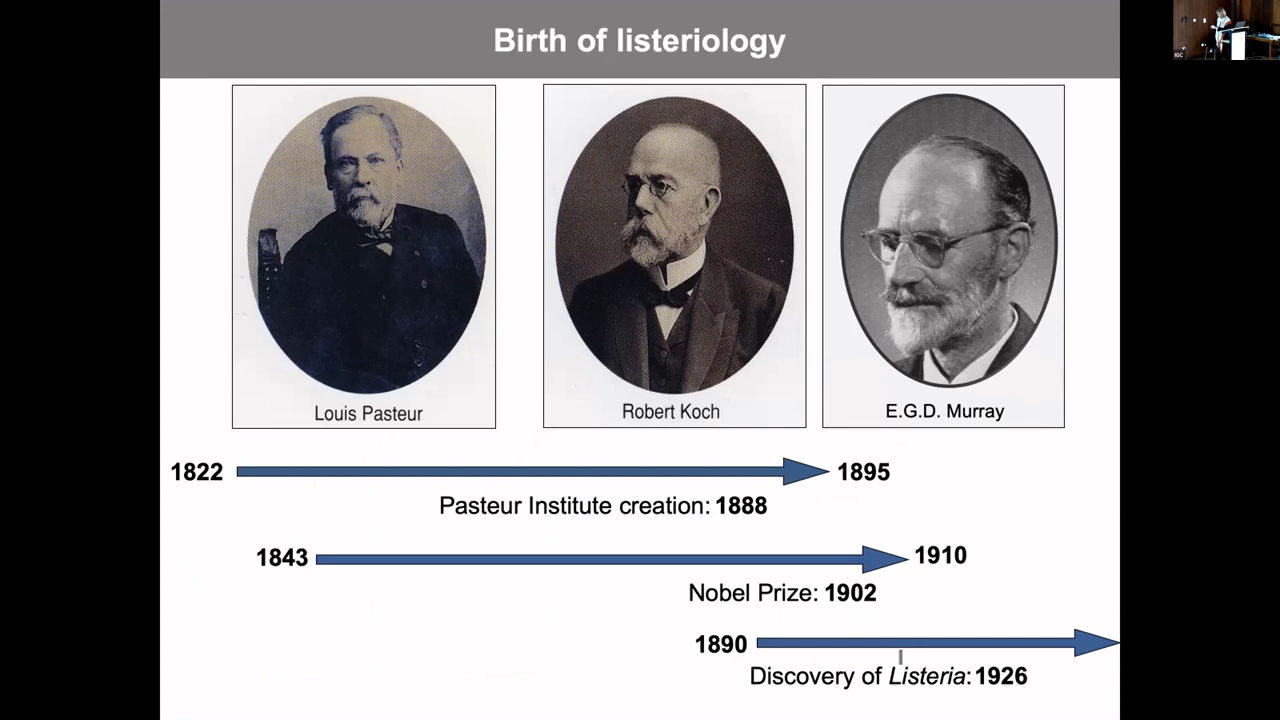 Birth of listeriology
Louis Pasteur
Robert Koch
E.G.D. Murray
1822
1895
Pasteur Institute creation: 1888
1843
1910
Nobel Prize: 1902
1890
Discovery of Listeria: 1926
IGC